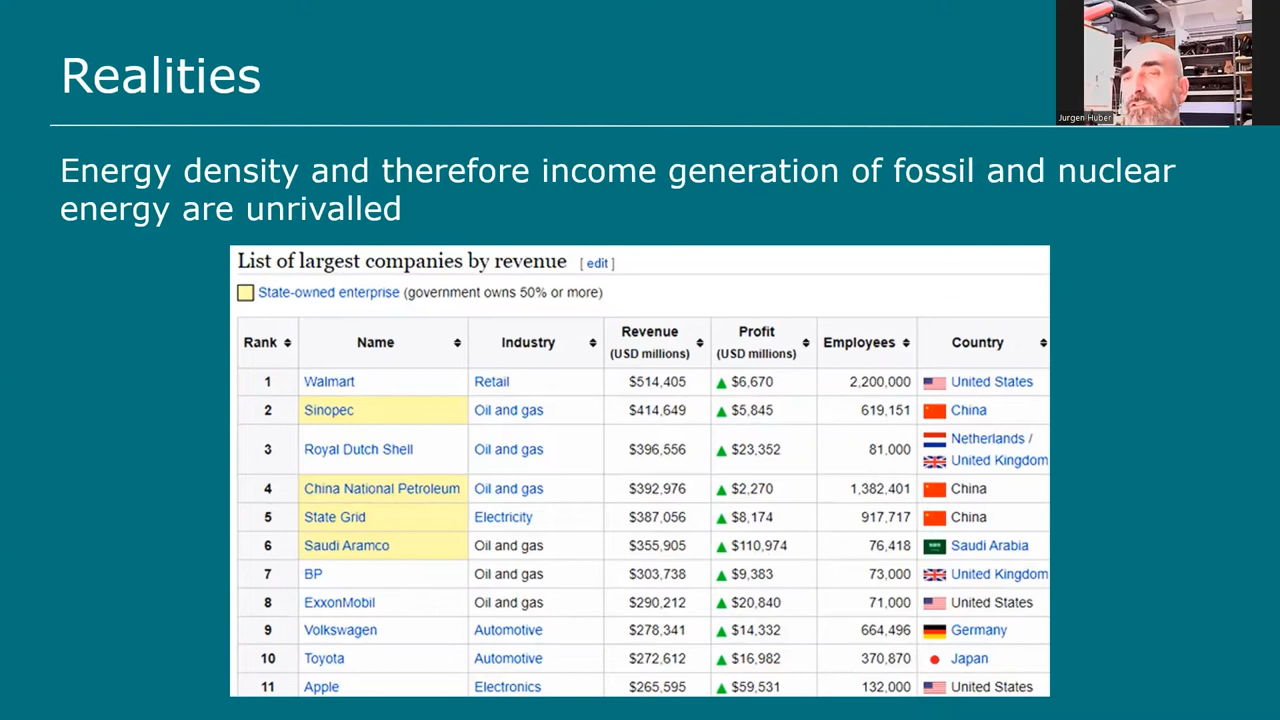 Realities
Jurgen Huber
Energy density and therefore income generation of fossil and nuclear
energy are unrivalled
List of largest companies by revenue [ edit ]
State-owned enterprise (government owns 50% or more)
Rank Name Industry Revenue (USD millions) Profit (USD millions) Employees Country
1 Walmart Retail $514,405 $6,670 2,200,000 United States
2 Sinopec Oil and gas $414,649 $5,845 619,151 China
3 Royal Dutch Shell Oil and gas $396,556 $23,352 81,000 Netherlands / United Kingdom
4 China National Petroleum Oil and gas $392,976 $2,270 1,382,401 China
5 State Grid Electricity $387,056 $8,174 917,717 China
6 Saudi Aramco Oil and gas $355,905 $110,974 76,418 Saudi Arabia
7 BP Oil and gas $303,738 $9,383 73,000 United Kingdom
8 ExxonMobil Oil and gas $290,212 $20,840 71,000 United States
9 Volkswagen Automotive $278,341 $14,332 664,496 Germany
10 Toyota Automotive $272,612 $16,982 370,870 Japan
11 Apple Electronics $265,595 $59,531 132,000 United States